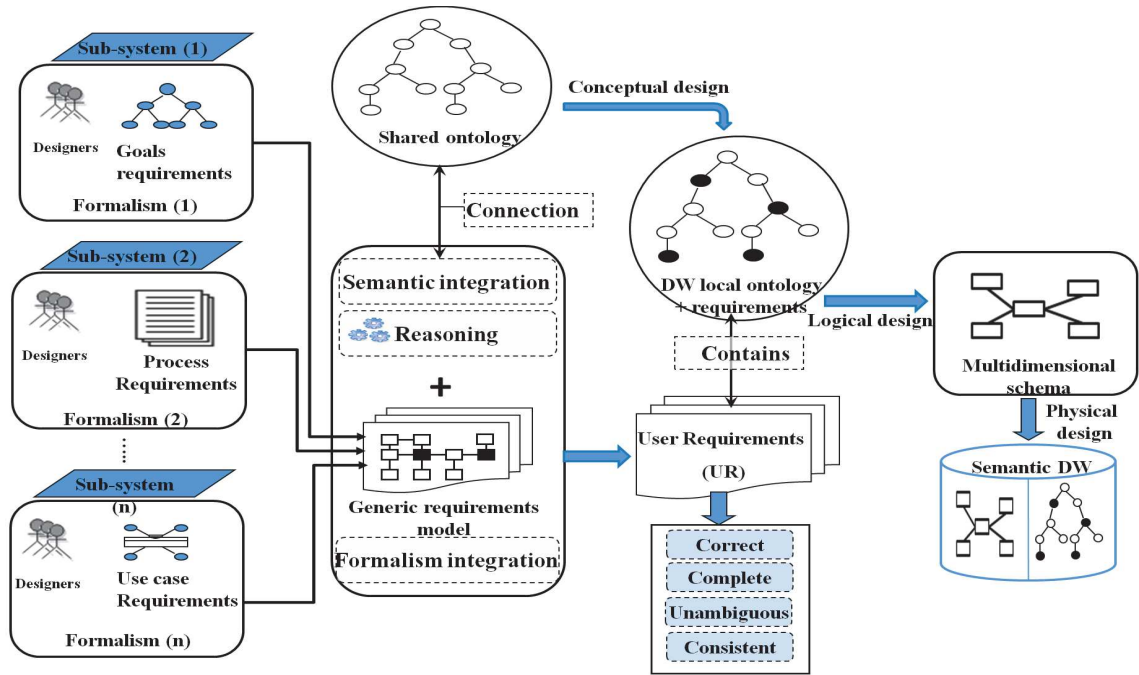 Sub-system (1)
Designers
Goals
requirements
Formalism (1)
Sub-system (2)
Designers
Process
Requirements
Formalism (2)
......
Sub-system
(n)
Designers
Use case
Requirements
Formalism (n)
Shared ontology
Connection
Semantic integration
Reasoning
+
Generic requirements
model
Formalism integration
Conceptual design
DW local ontology
+ requirements
Contains
User Requirements
(UR)
Correct
Complete
Unambiguous
Consistent
Logical design
Multidimensional
schema
Physical
design
Semantic DW